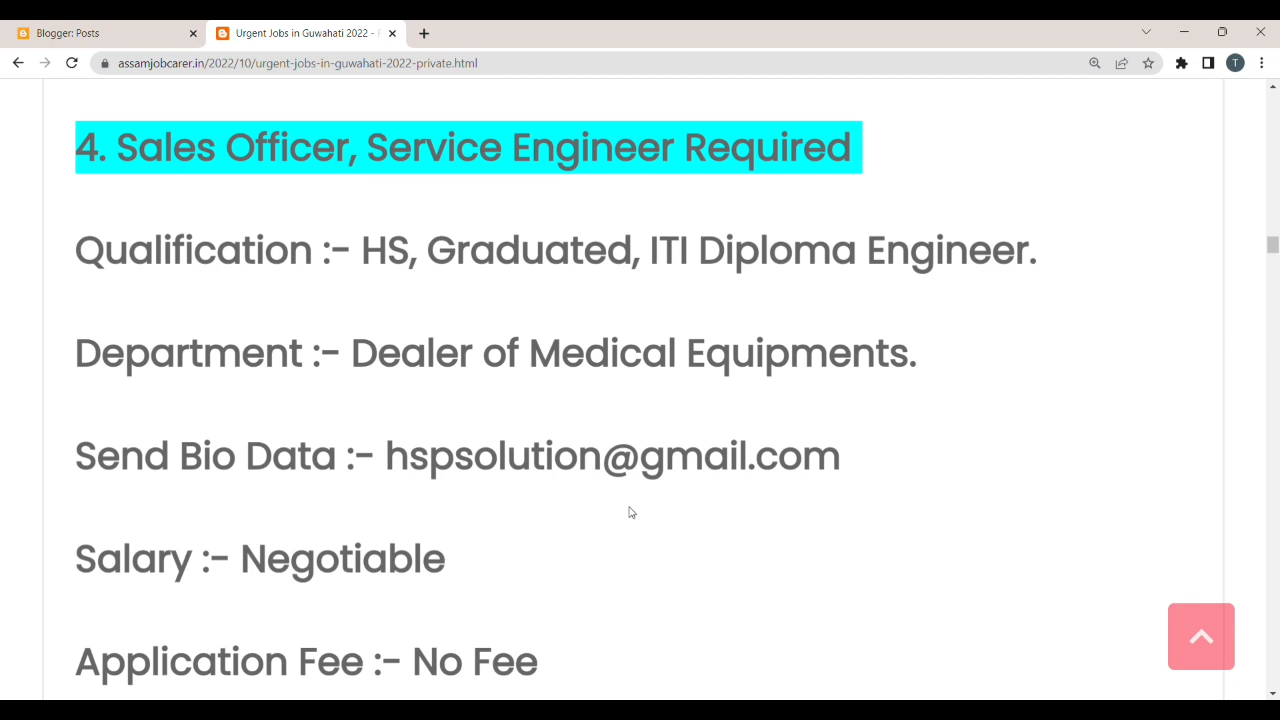 Blogger: Posts
Urgent Jobs in Guwahati 2022 -
assamjobcarer.in/2022/10/urgent-jobs-in-guwahati-2022-private.html
T
4. Sales Officer, Service Engineer Required
Qualification :- HS, Graduated, ITI Diploma Engineer.
Department :- Dealer of Medical Equipments.
Send Bio Data :- hspsolution@gmail.com
Salary :- Negotiable
Application Fee :- No Fee